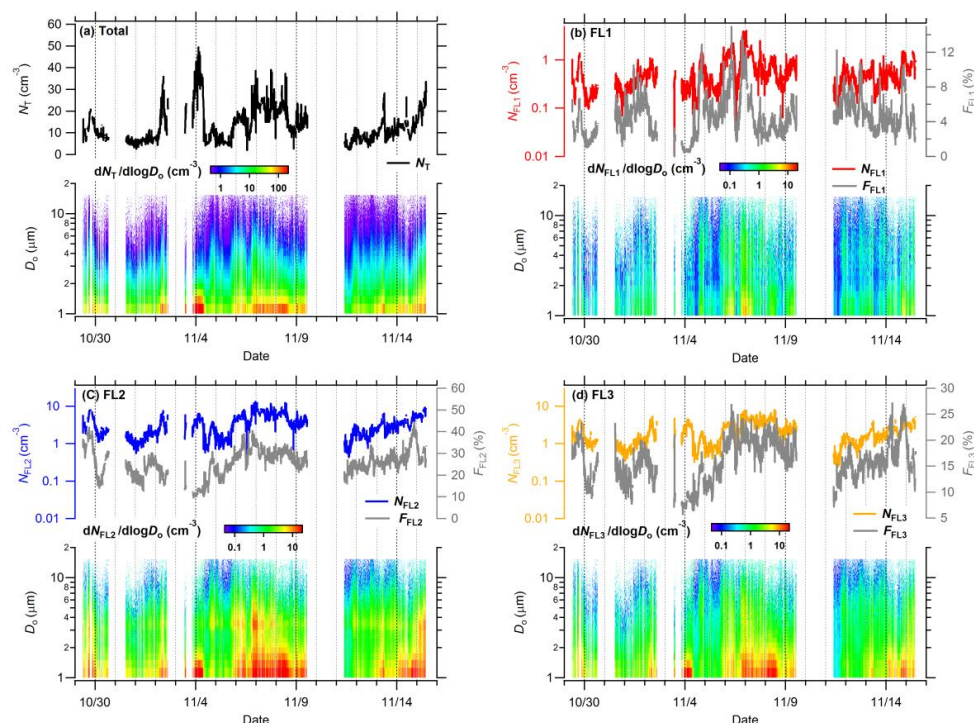 (a) Total
60
50
40
30
20
10
0
N_T (cm⁻³)
N_T
dN_T/dlogD_o (cm⁻³)
1 10 100
2
10
8
6
4
2
1
D_o (μm)
10/30 11/4 11/9 11/14
Date
(b) FL1
1
0.1
0.01
N_FL1 (cm⁻³)
12
8
4
0
F_FL1 (%)
N_FL1
F_FL1
dN_FL1/dlogD_o (cm⁻³)
0.1 1 10
2
10
8
6
4
2
1
D_o (μm)
10/30 11/4 11/9 11/14
Date
(C) FL2
10
1
0.1
0.01
N_FL2 (cm⁻³)
60
50
40
30
20
10
0
F_FL2 (%)
N_FL2
F_FL2
dN_FL2/dlogD_o (cm⁻³)
0.1 1 10
2
10
8
6
4
2
1
D_o (μm)
10/30 11/4 11/9 11/14
Date
(d) FL3
10
1
0.1
0.01
N_FL3 (cm⁻³)
30
25
20
15
10
5
F_FL3 (%)
N_FL3
F_FL3
dN_FL3/dlogD_o (cm⁻³)
0.1 1 10
2
10
8
6
4
2
1
D_o (μm)
10/30 11/4 11/9 11/14
Date